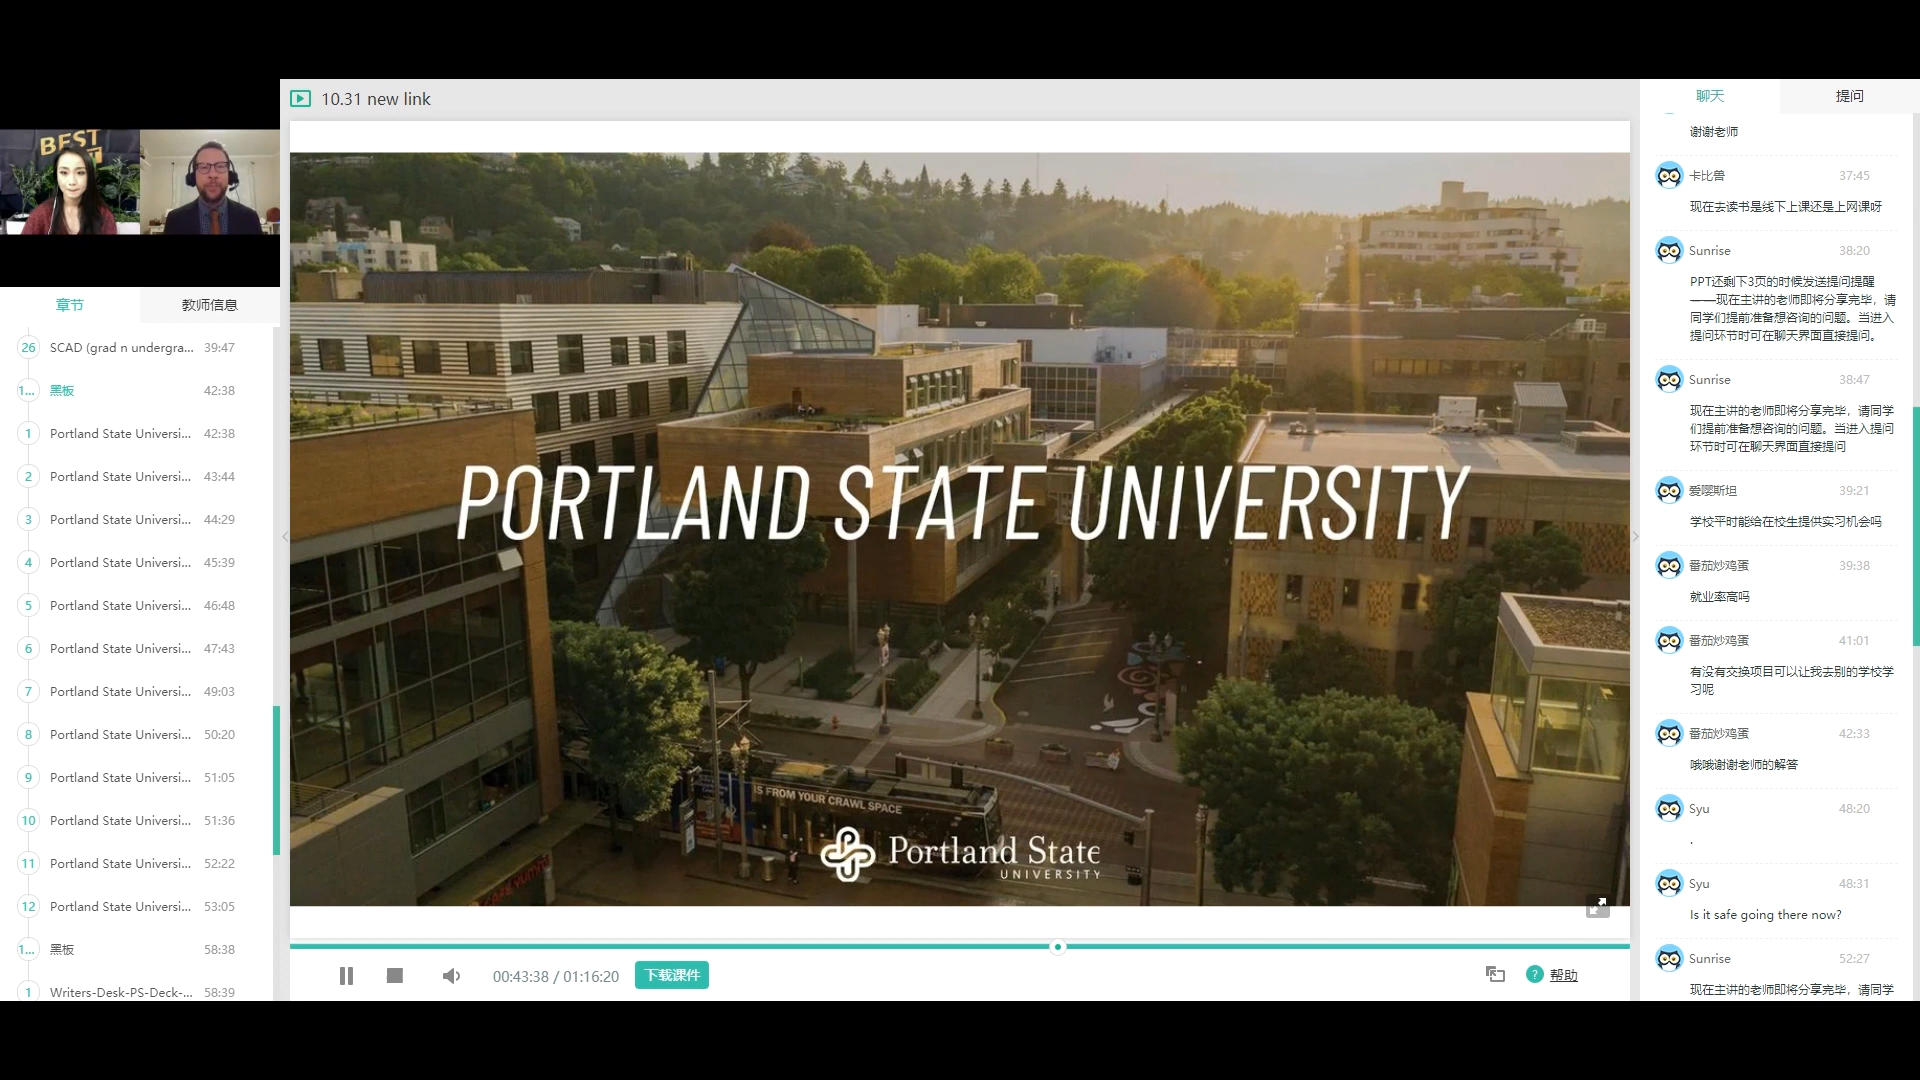 10.31 new link
BEST
章节
教师信息
26 SCAD (grad n undergra... 39:47
1... 黑板 42:38
1 Portland State Universi... 42:38
2 Portland State Universi... 43:44
3 Portland State Universi... 44:29
4 Portland State Universi... 45:39
5 Portland State Universi... 46:48
6 Portland State Universi... 47:43
7 Portland State Universi... 49:03
8 Portland State Universi... 50:20
9 Portland State Universi... 51:05
10 Portland State Universi... 51:36
11 Portland State Universi... 52:22
12 Portland State Universi... 53:05
1... 黑板 58:38
1 Writers-Desk-PS-Deck-... 58:39
PORTLAND STATE UNIVERSITY
IS FROM YOUR CRAWL SPACE
Portland State
UNIVERSITY
00:43:38 / 01:16:20
下载课件
? 帮助
聊天
提问
谢谢老师
卡比兽 37:45
现在去读书是线下上课还是上网课呀
Sunrise 38:20
PPT还剩下3页的时候发送提问提醒
——现在主讲的老师即将分享完毕，请
同学们提前准备想咨询的问题。当进入
提问环节时可在聊天界面直接提问。
Sunrise 38:47
现在主讲的老师即将分享完毕，请同学
们提前准备想咨询的问题。当进入提问
环节时可在聊天界面直接提问
爱嘤斯坦 39:21
学校平时能给在校生提供实习机会吗
番茄炒鸡蛋 39:38
就业率高吗
番茄炒鸡蛋 41:01
有没有交换项目可以让我去别的学校学
习呢
番茄炒鸡蛋 42:33
哦哦谢谢老师的解答
Syu 48:20
.
Syu 48:31
Is it safe going there now?
Sunrise 52:27
现在主讲的老师即将分享完毕，请同学